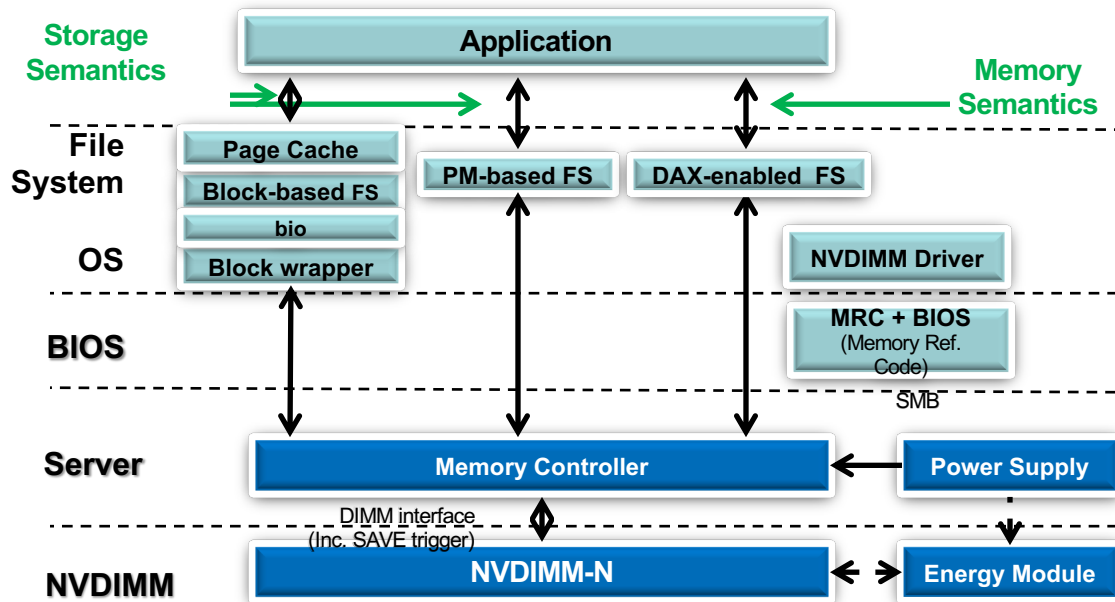 Storage
Semantics
Application
Memory
Semantics
File
System
Page Cache
Block-based FS
bio
Block wrapper
PM-based FS
DAX-enabled FS
OS
NVDIMM Driver
BIOS
MRC + BIOS
(Memory Ref.
Code)
SMB
Server
Memory Controller
Power Supply
DIMM interface
(Inc. SAVE trigger)
NVDIMM
NVDIMM-N
Energy Module